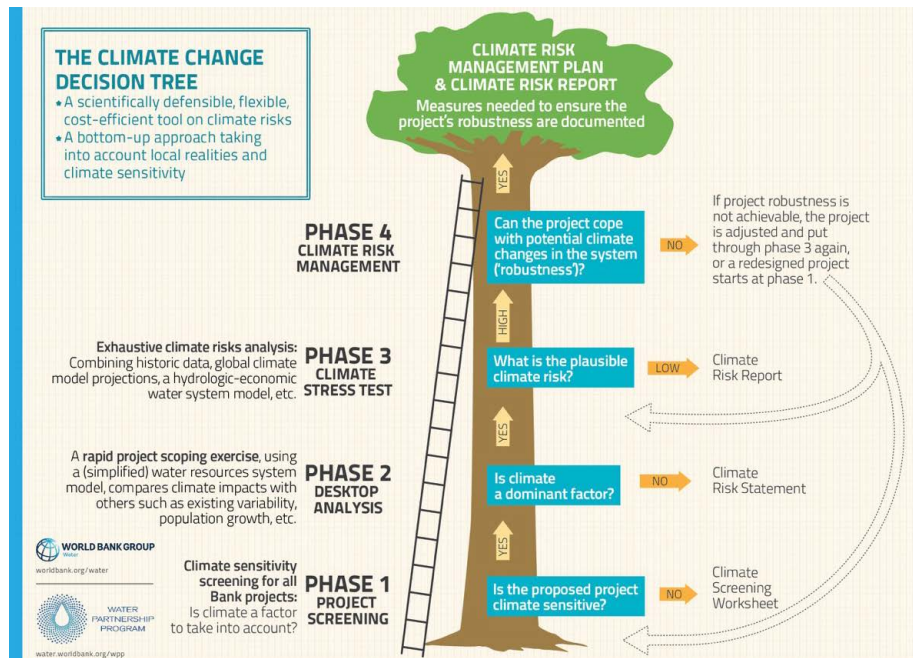 THE CLIMATE CHANGE
DECISION TREE
★ A scientifically defensible, flexible,
cost-efficient tool on climate risks
★ A bottom-up approach taking
into account local realities and
climate sensitivity
CLIMATE RISK
MANAGEMENT PLAN
& CLIMATE RISK REPORT
Measures needed to ensure the
project's robustness are documented
YES
PHASE 4
CLIMATE RISK
MANAGEMENT
Can the project cope
with potential climate
changes in the system
('robustness')?
NO
If project robustness is
not achievable, the project
is adjusted and put
through phase 3 again,
or a redesigned project
starts at phase 1.
HIGH
Exhaustive climate risks analysis:
Combining historic data, global climate
model projections, a hydrologic-economic
water system model, etc.
PHASE 3
CLIMATE
STRESS TEST
What is the plausible
climate risk?
LOW
Climate
Risk Report
YES
A rapid project scoping exercise, using
a (simplified) water resources system
model, compares climate impacts with
others such as existing variability,
population growth, etc.
PHASE 2
DESKTOP
ANALYSIS
Is climate
a dominant factor?
NO
Climate
Risk Statement
YES
Climate sensitivity
screening for all
Bank projects:
Is climate a factor
to take into account?
PHASE 1
PROJECT
SCREENING
Is the proposed project
climate sensitive?
NO
Climate
Screening
Worksheet
WORLD BANK GROUP
Water
worldbank.org/water
WATER
PARTNERSHIP
PROGRAM
water.worldbank.org/wpp